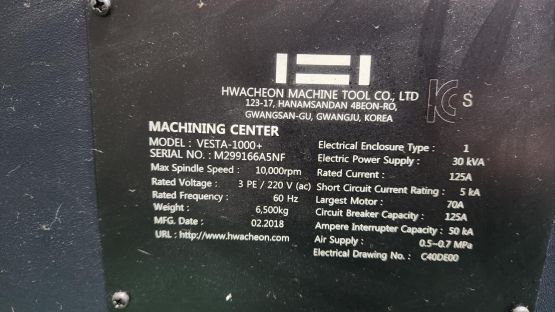 HWACHEON MACHINE TOOL CO., LTD
123-17, HANAMSANDAN 4BEON-RO,
GWANGSAN-GU, GWANGJU, KOREA
S
MACHINING CENTER
MODEL : VESTA-1000+
SERIAL NO. : M299166A5NF
Max Spindle Speed : 10,000rpm
Rated Voltage : 3 PE / 220 V (ac)
Rated Frequency : 60 Hz
Weight : 6,500kg
MFG. Date : 02.2018
URL : http://www.hwacheon.com
Electrical Enclosure Type : 1
Electric Power Supply : 30 kVA
Rated Current : 125A
Short Circuit Current Rating : 5 kA
Largest Motor : 70A
Circuit Breaker Capacity : 125A
Ampere Interrupter Capacity : 50 kA
Air Supply : 0.5~0.7 MPa
Electrical Drawing No. : C40DE00